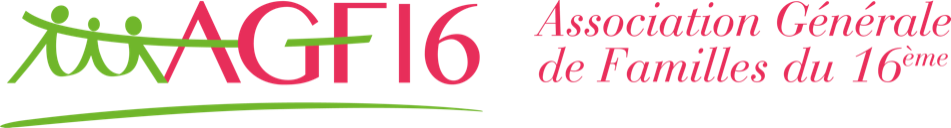 AGF16
Association Générale
de Familles du 16ème